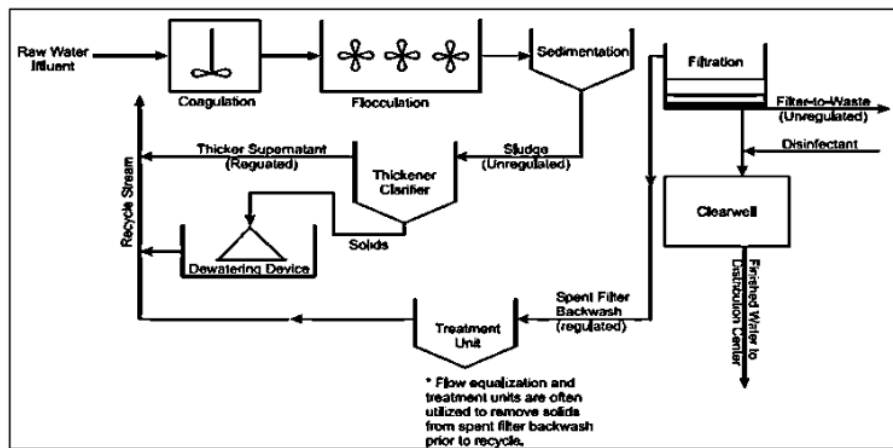 Raw Water
Influent
Coagulation
Flocculation
Sedimentation
Filtration
Filter-to-Waste
(Unregulated)
Disinfectant
Clearwell
Finished Water to
Distribution Center
Thicker Supernatant
(Reguated)
Sludge
(Unregulated)
Thickener
Clarifier
Recycle Stream
Solids
Dewatering Device
Spent Filter
Backwash
(regulated)
Treatment
Unit
* Flow equalization and
treatment units are often
utilized to remove solids
from spent filter backwash
prior to recycle.